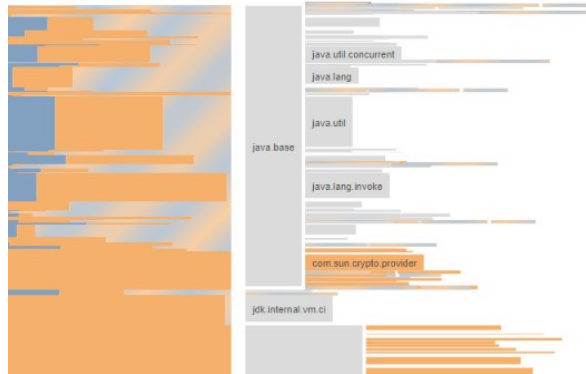 java.util.concurrent
java.lang
java.util
java.base
java.lang.invoke
com.sun.crypto.provider
jdk.internal.vm.ci